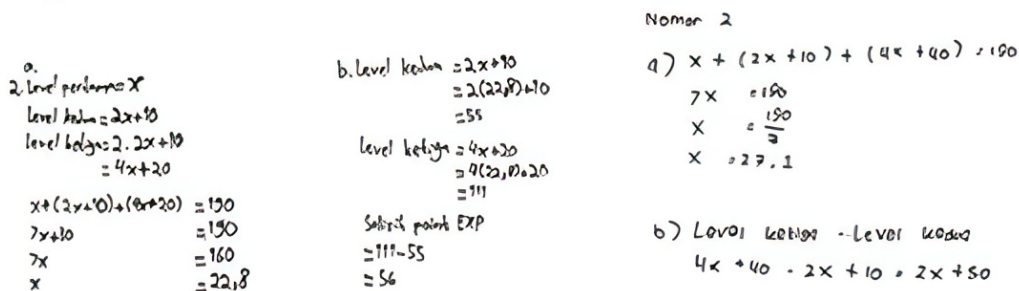 a.
2. Level pertama = x
Level kedua = 2x+10
level ketiga = 2. 2x+10
= 4x+20
x+(2x+10)+(4x+20) = 190
7x+30 = 190
7x = 160
x = 22,8
b. Level kedua = 2x+10
= 2(22,8)+10
= 55
Level ketiga = 4x+20
= 4(22,8)+20
= 111
Selisih point EXP
= 111-55
= 56
Nomor 2
a) x + (2x +10) + (4x +40) = 190
7x = 190
x = 190/7
x = 27.1
b) Level ketiga - Level kedua
4x +40 - 2x +10 = 2x +50